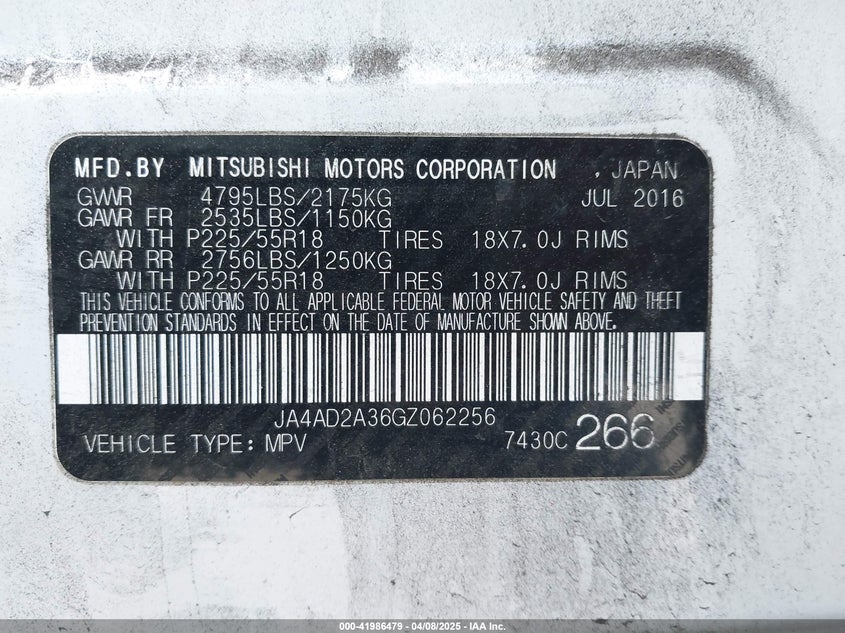 MFD.BY MITSUBISHI MOTORS CORPORATION , JAPAN
GVWR 4795LBS/2175KG JUL 2016
GAWR FR 2535LBS/1150KG
WITH P225/55R18 TIRES 18X7.0J RIMS
GAWR RR 2756LBS/1250KG
WITH P225/55R18 TIRES 18X7.0J RIMS
THIS VEHICLE CONFORMS TO ALL APPLICABLE FEDERAL MOTOR VEHICLE SAFETY AND THEFT
PREVENTION STANDARDS IN EFFECT ON THE DATE OF MANUFACTURE SHOWN ABOVE.
JA4AD2A36GZ062256
VEHICLE TYPE: MPV 7430C 266
000-41986479 - 04/08/2025 - IAA Inc.